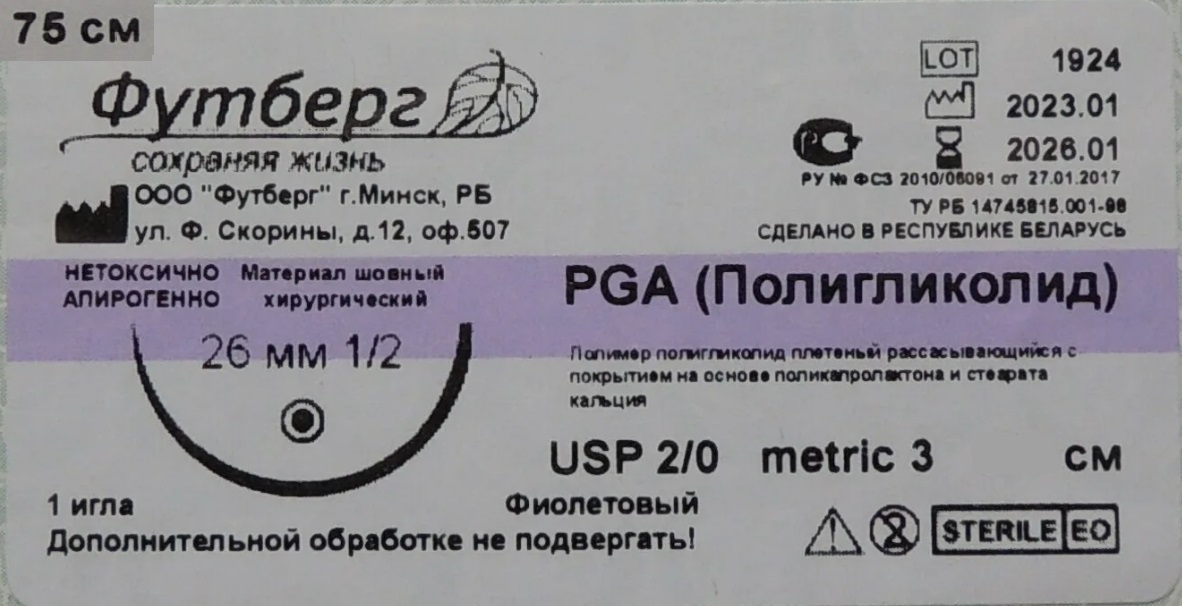 75 см
Футберг
сохраняя жизнь
ООО "Футберг" г.Минск, РБ
ул. Ф. Скорины, д.12, оф.507
LOT 1924
2023.01
2026.01
РУ № ФСЗ 2010/08091 от 27.01.2017
ТУ РБ 14745815.001-98
СДЕЛАНО В РЕСПУБЛИКЕ БЕЛАРУСЬ
НЕТОКСИЧНО
АПИРОГЕННО
Материал шовный
хирургический
PGA (Полигликолид)
26 мм 1/2
Полимер полигликолид плетеный рассасывающийся с
покрытием на основе поликапролактона и стеарата
кальция
USP 2/0 metric 3 см
1 игла
Фиолетовый
Дополнительной обработке не подвергать!
2
STERILE EO